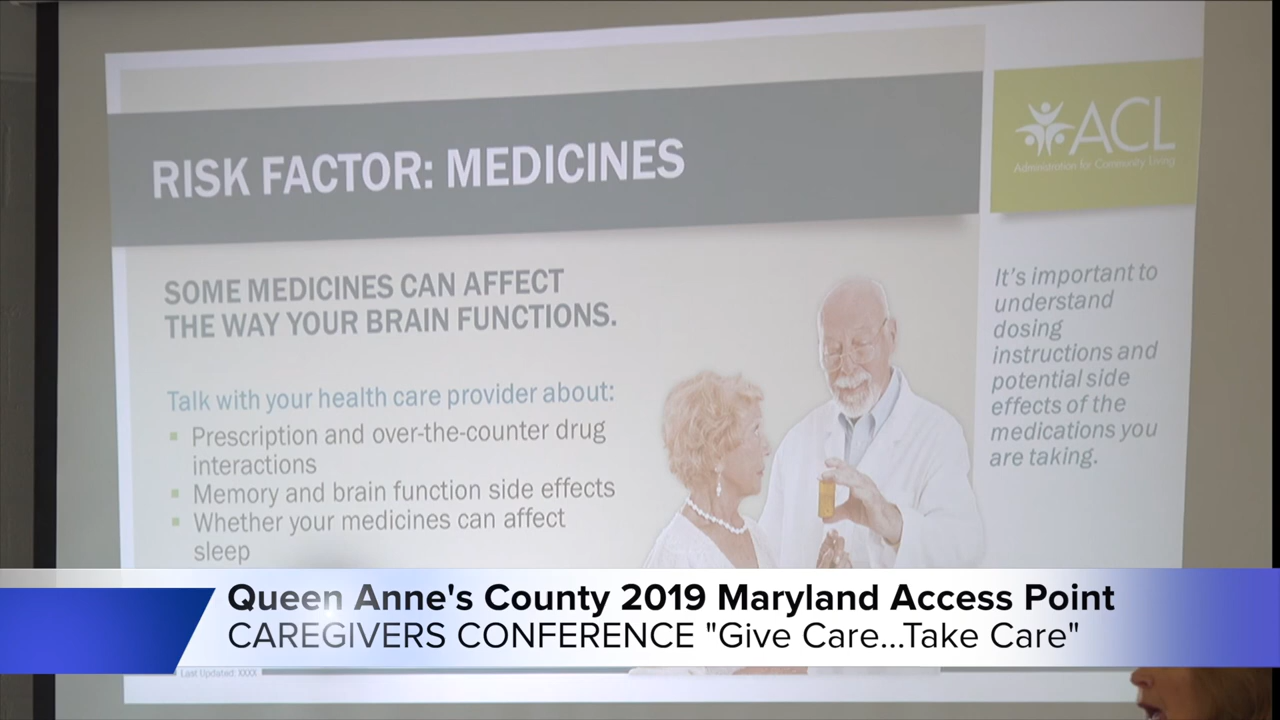 RISK FACTOR: MEDICINES
ACL
Administration for Community Living
SOME MEDICINES CAN AFFECT
THE WAY YOUR BRAIN FUNCTIONS.
Talk with your health care provider about:
Prescription and over-the-counter drug
interactions
Memory and brain function side effects
Whether your medicines can affect
sleep
It's important to
understand
dosing
instructions and
potential side
effects of the
medications you
are taking.
Queen Anne's County 2019 Maryland Access Point
CAREGIVERS CONFERENCE "Give Care...Take Care"
Last Updated: XXXX